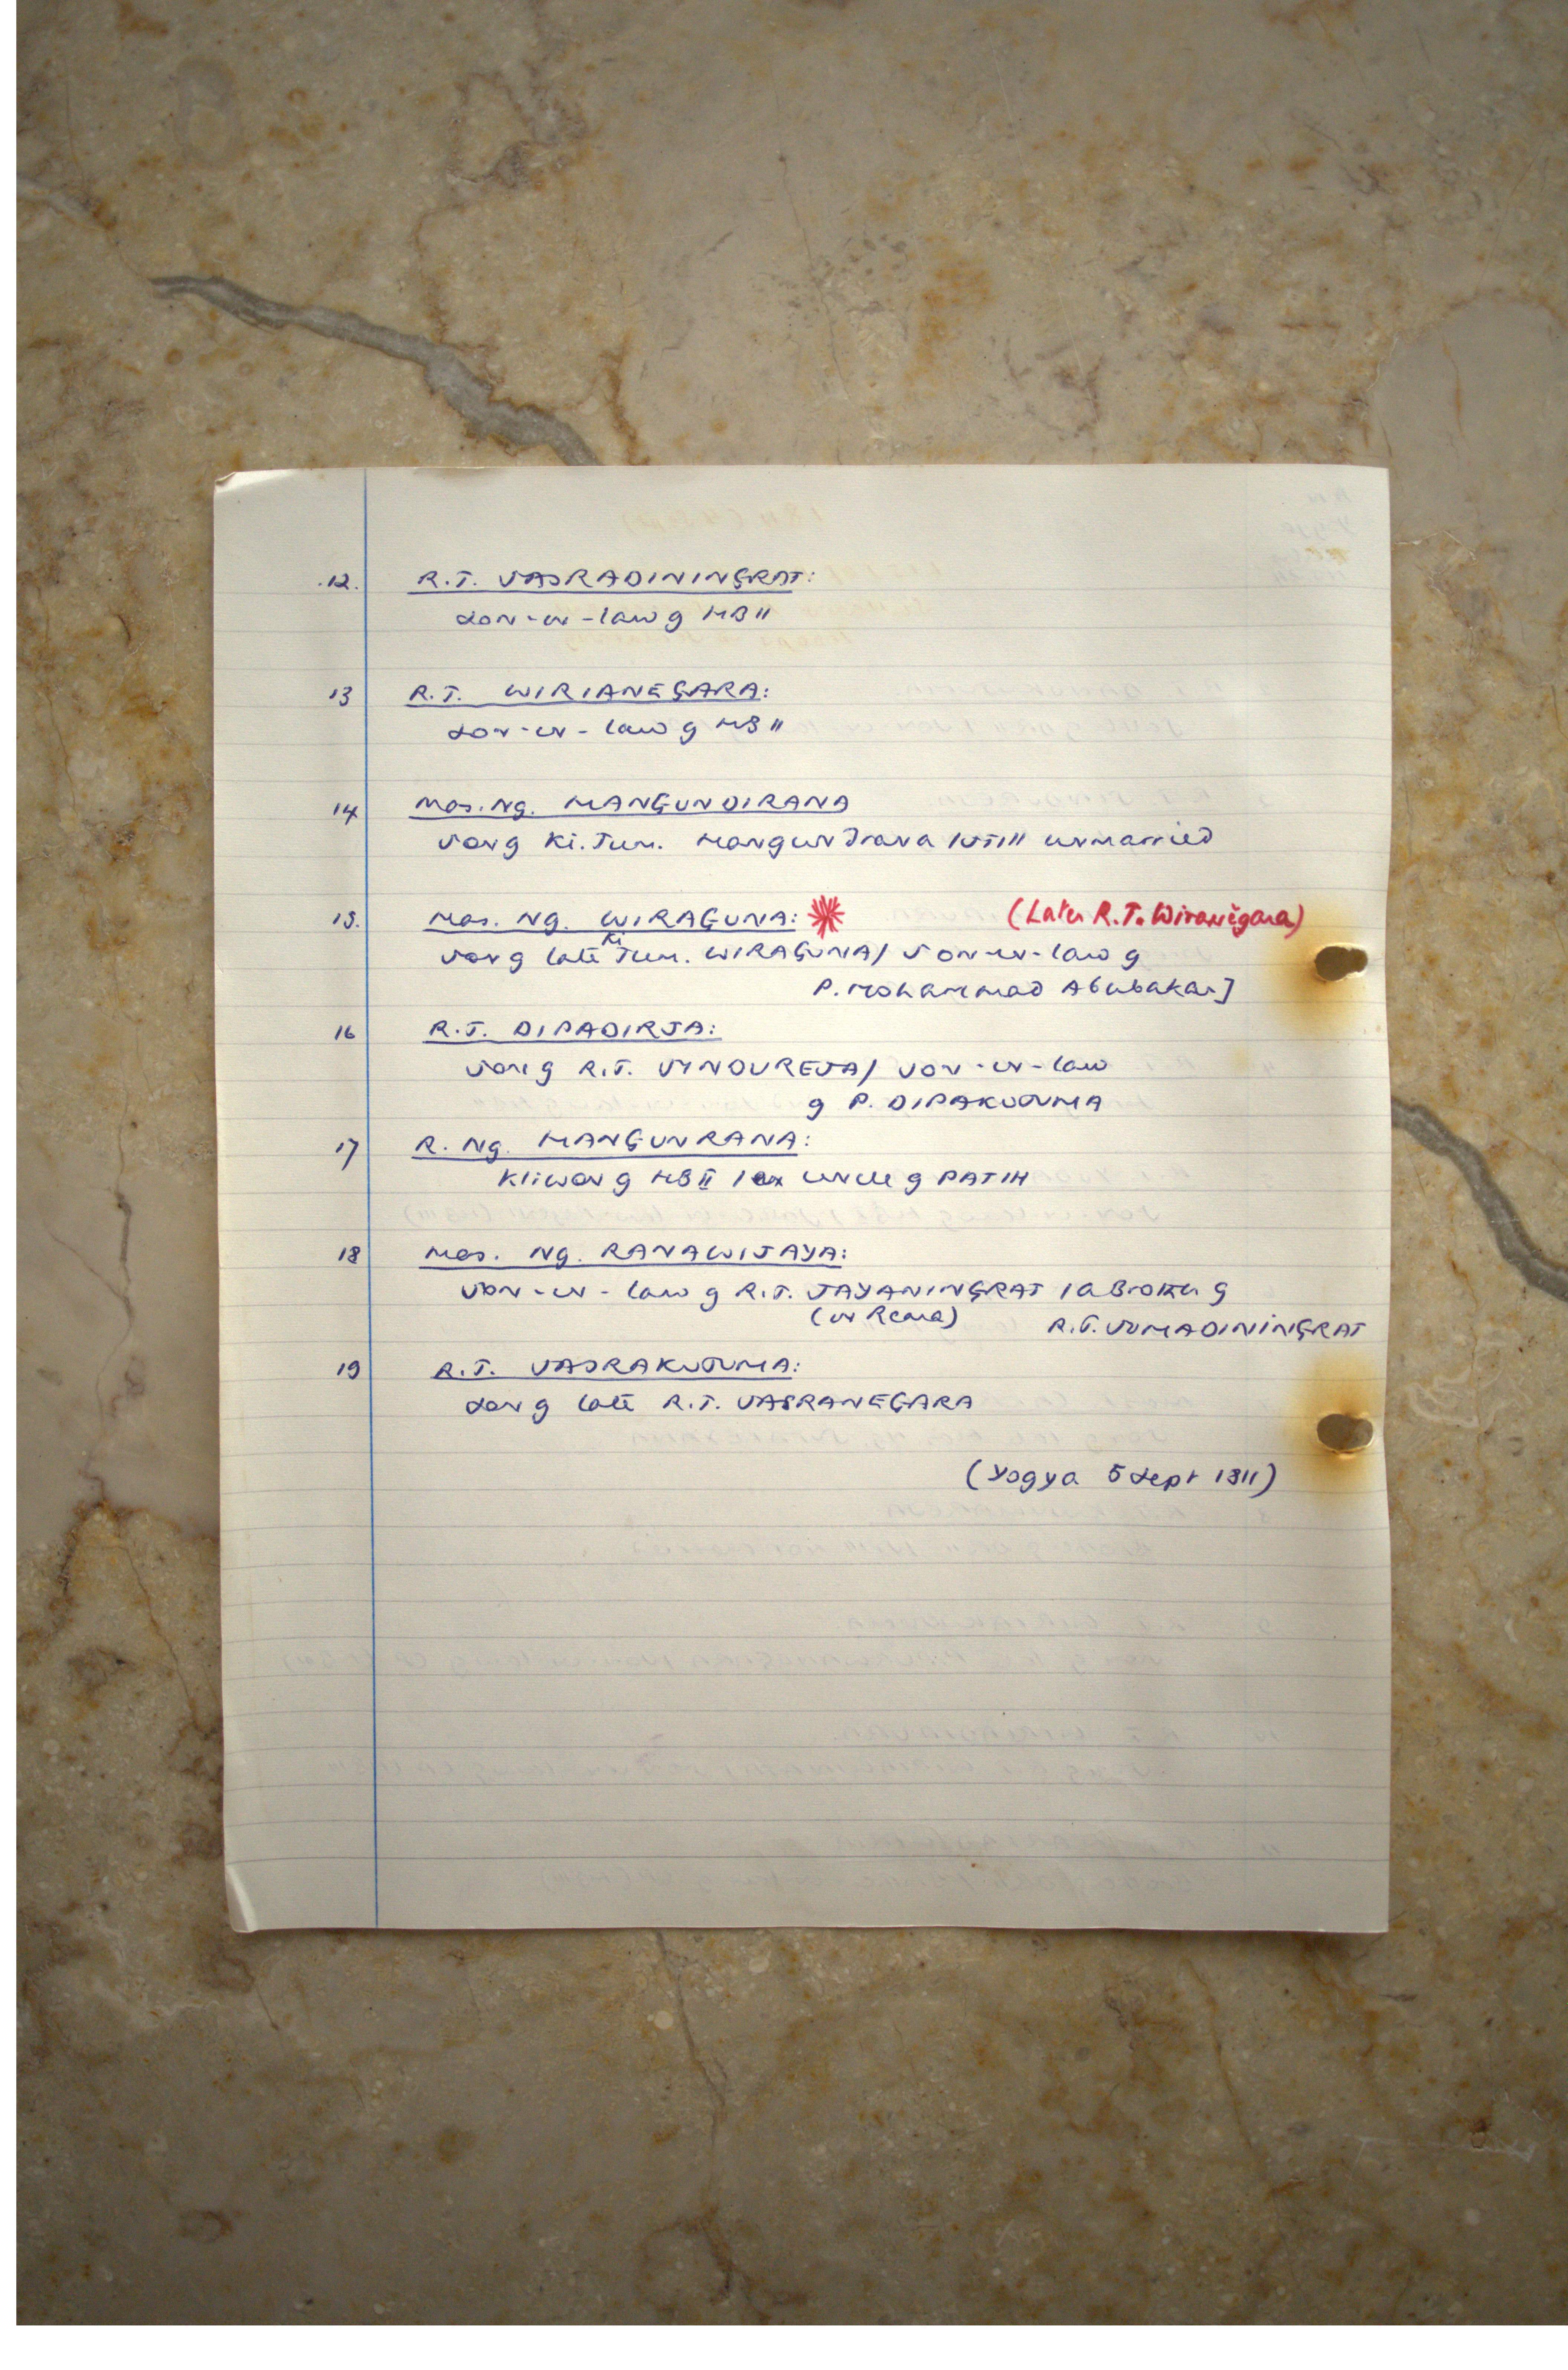 12. R.T. SASRADININGRAT:
son-in-law of HB II
13 R.T. WIRIANEGARA:
son-in-law of HB II
14 Mas. Ng. MANGUNDIRANA
son of Ki. Tum. Mangundirana / still unmarried
15. Mas. Ng. WIRAGUNA: (Later R.T. Wiranĕgara)
son of late Ki Tum. WIRAGUNA / son-in-law of
P. Mohammad Abubakar]
16 R.T. DIPADIRJA:
son of R.T. SINDUREJA / son-in-law
of P. DIPAKUSUMA
17 R. Ng. MANGUNRANA:
Kliwon of HB II / an uncle of PATIH
18 Mas. Ng. RANAWIJAYA:
son-in-law of R.T. JAYANINGRAT / a Brother of
(in Rema) R.T. SUMADININGRAT
19 R.T. SASRAKUSUMA:
son of late R.T. SASRANEGARA
(Yogya 5 Sept 1811)